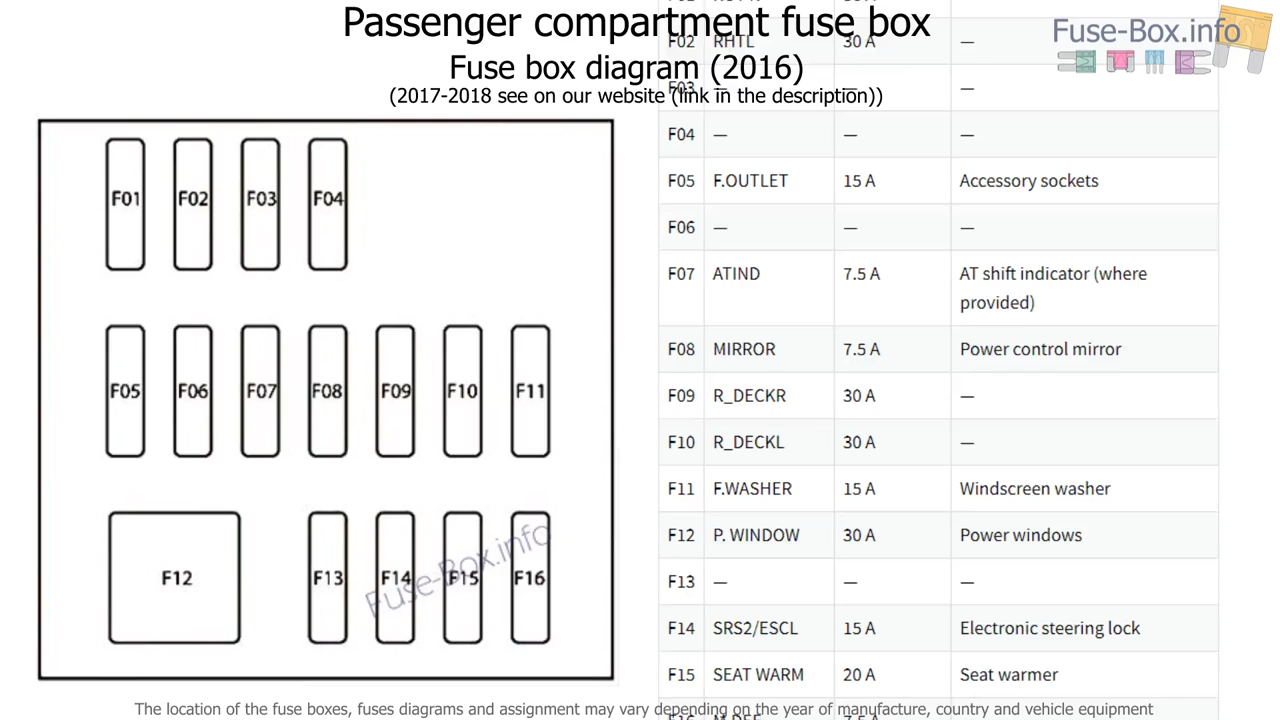 Passenger compartment fuse box
Fuse box diagram (2016)
(2017-2018 see on our website (link in the description))
Fuse-Box.info
F01 F02 F03 F04
F05 F06 F07 F08 F09 F10 F11
F12 F13 F14 F15 F16
Fuse-Box.info
F02 RHTL 30 A —
F03 — — —
F04 — — —
F05 F.OUTLET 15 A Accessory sockets
F06 — — —
F07 ATIND 7.5 A AT shift indicator (where
provided)
F08 MIRROR 7.5 A Power control mirror
F09 R_DECKR 30 A —
F10 R_DECKL 30 A —
F11 F.WASHER 15 A Windscreen washer
F12 P. WINDOW 30 A Power windows
F13 — — —
F14 SRS2/ESCL 15 A Electronic steering lock
F15 SEAT WARM 20 A Seat warmer
The location of the fuse boxes, fuses diagrams and assignment may vary depending on the year of manufacture, country and vehicle equipment